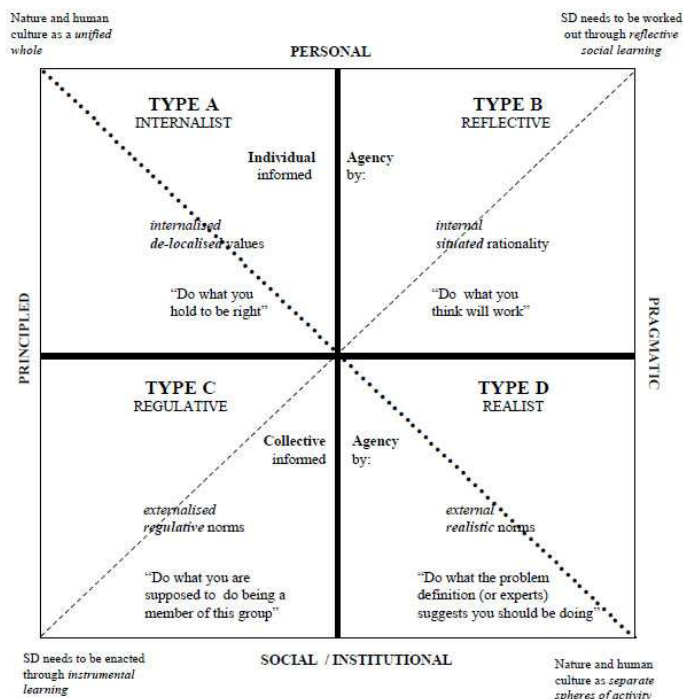 Nature and human
culture as a unified
whole
SD needs to be worked
out through reflective
social learning
PERSONAL
TYPE A
INTERNALIST
TYPE B
REFLECTIVE
Individual
informed
Agency
by:
internalised
de-localised values
internal
situated rationality
"Do what you
hold to be right"
"Do what you
think will work"
PRINCIPLED
PRAGMATIC
TYPE C
REGULATIVE
TYPE D
REALIST
Collective
informed
Agency
by:
externalised
regulative norms
external
realistic norms
"Do what you are
supposed to do being a
member of this group"
"Do what the problem
definition (or experts)
suggests you should be doing"
SD needs to be enacted
through instrumental
learning
SOCIAL / INSTITUTIONAL
Nature and human
culture as separate
spheres of activity